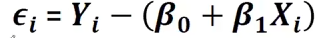 ϵᵢ = Yᵢ − (β₀ + β₁Xᵢ)